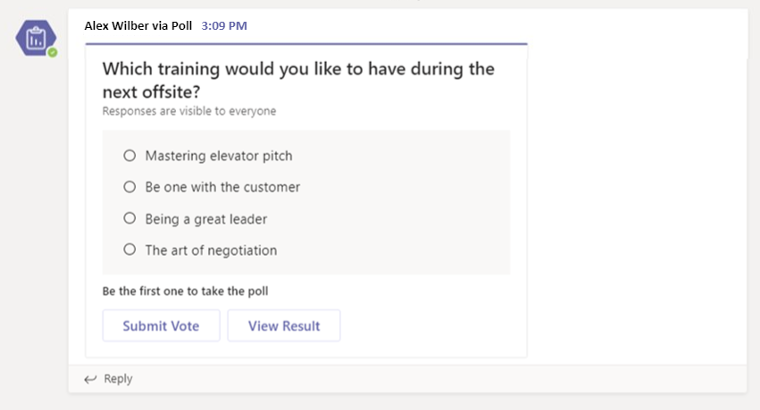 Alex Wilber via Poll 3:09 PM
Which training would you like to have during the
next offsite?
Responses are visible to everyone
Mastering elevator pitch
Be one with the customer
Being a great leader
The art of negotiation
Be the first one to take the poll
Submit Vote View Result
Reply